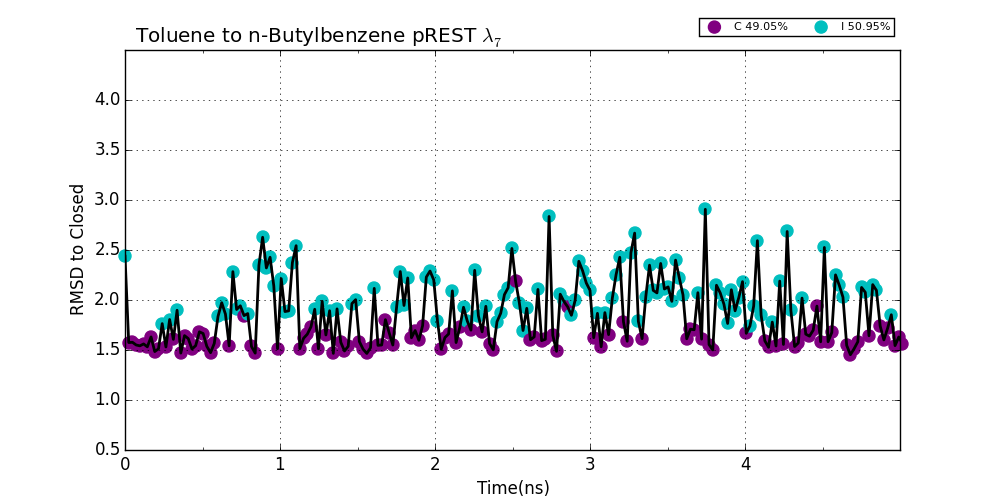 Toluene to n-Butylbenzene pREST λ7
C 49.05% I 50.95%
4.0
3.5
3.0
2.5
2.0
1.5
1.0
0.5
RMSD to Closed
0 1 2 3 4
Time(ns)